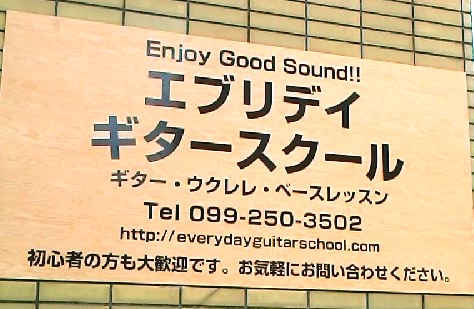 Enjoy Good Sound!!
エブリデイ
ギタースクール
ギター・ウクレレ・ベースレッスン
Tel 099-250-3502
http://everydayguitarschool.com
初心者の方も大歓迎です。お気軽にお問い合わせください。